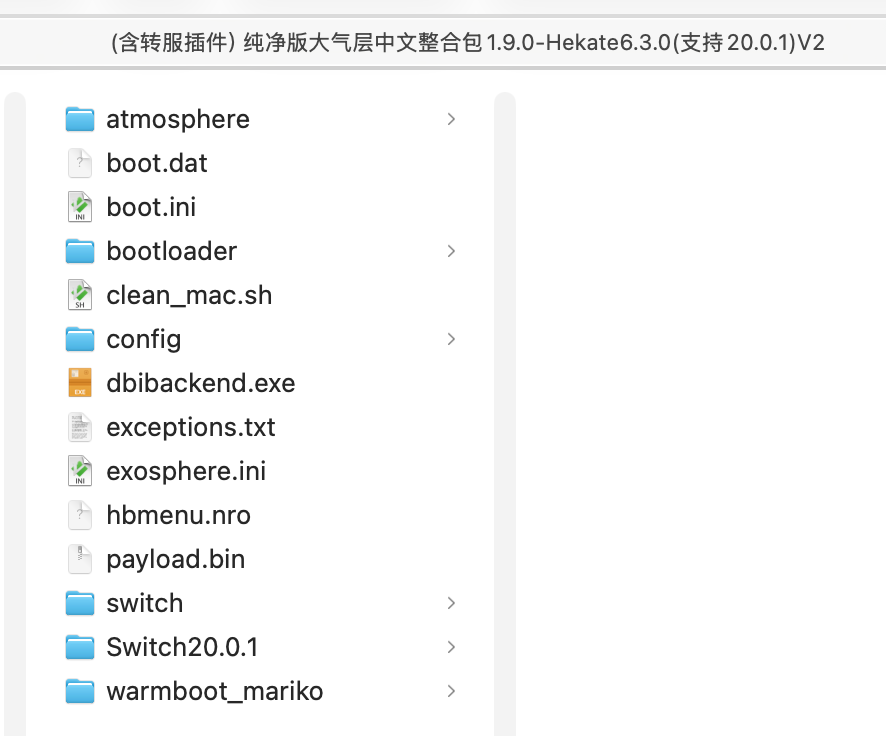 (含转服插件) 纯净版大气层中文整合包1.9.0-Hekate6.3.0(支持20.0.1)V2
atmosphere
boot.dat
boot.ini
bootloader
clean_mac.sh
config
dbibackend.exe
exceptions.txt
exosphere.ini
hbmenu.nro
payload.bin
switch
Switch20.0.1
warmboot_mariko
INI
SH
EXE
INI